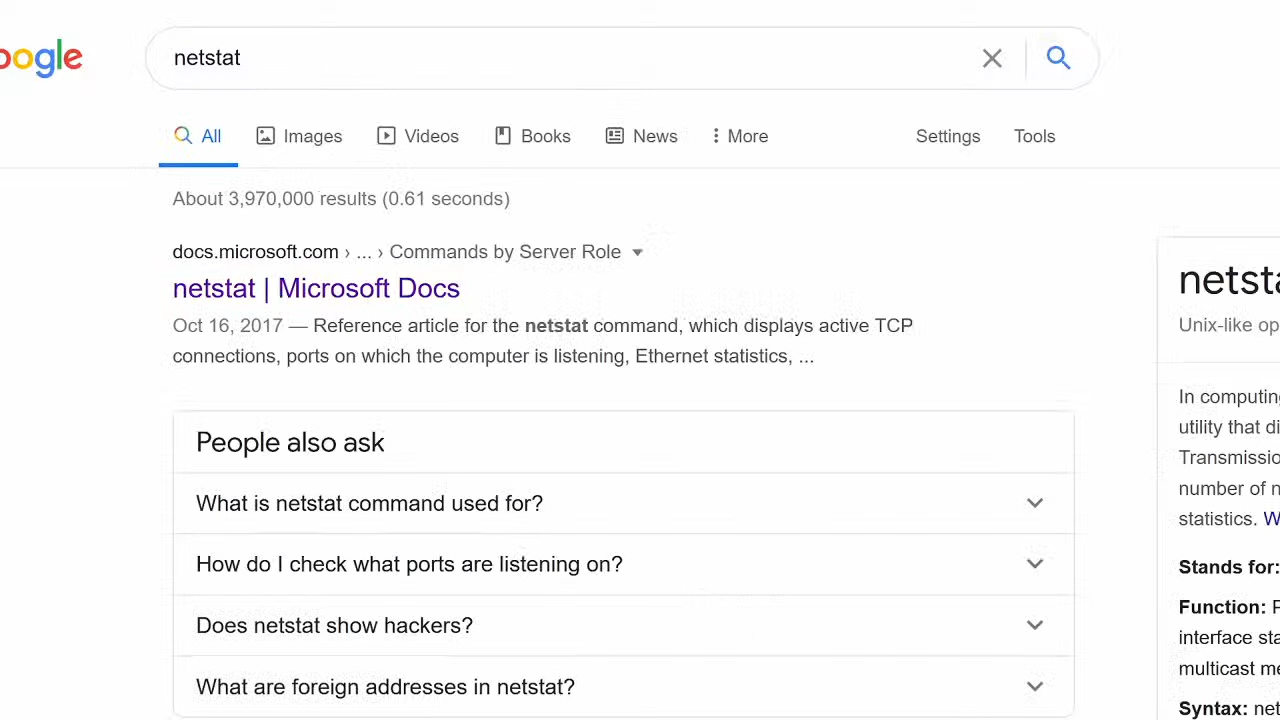 oogle
netstat
All Images Videos Books News More Settings Tools
About 3,970,000 results (0.61 seconds)
docs.microsoft.com › ... › Commands by Server Role
netstat | Microsoft Docs
Oct 16, 2017 — Reference article for the netstat command, which displays active TCP
connections, ports on which the computer is listening, Ethernet statistics, ...
People also ask
What is netstat command used for?
How do I check what ports are listening on?
Does netstat show hackers?
What are foreign addresses in netstat?
netsta
Unix-like op
In computing
utility that di
Transmissio
number of n
statistics. W
Stands for:
Function: P
interface sta
multicast me
Syntax: net